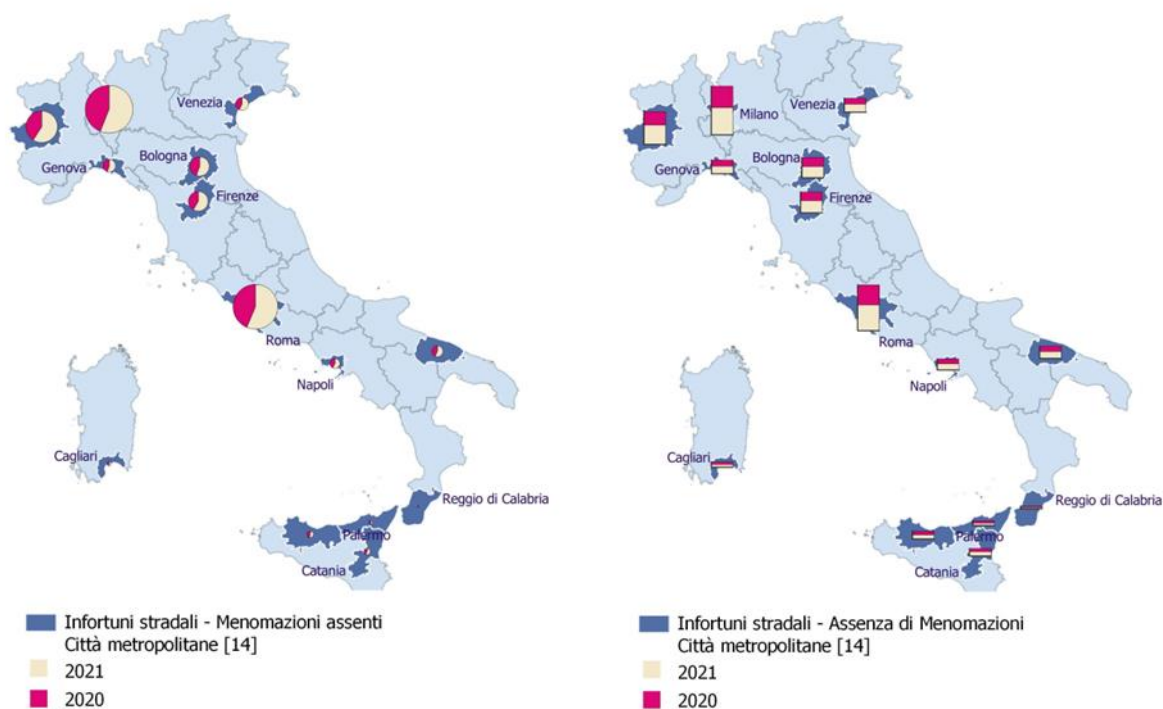 Venezia
Genova
Bologna
Firenze
Roma
Napoli
Cagliari
Reggio di Calabria
Palermo
Catania
Infortuni stradali - Menomazioni assenti
Città metropolitane [14]
2021
2020
Venezia
Milano
Genova
Bologna
Firenze
Roma
Napoli
Cagliari
Reggio di Calabria
Palermo
Catania
Infortuni stradali - Assenza di Menomazioni
Città metropolitane [14]
2021
2020